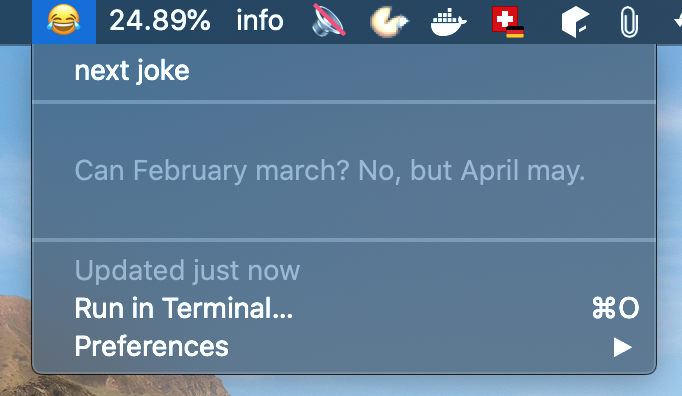 24.89% info
next joke
Can February march? No, but April may.
Updated just now
Run in Terminal... ⌘O
Preferences